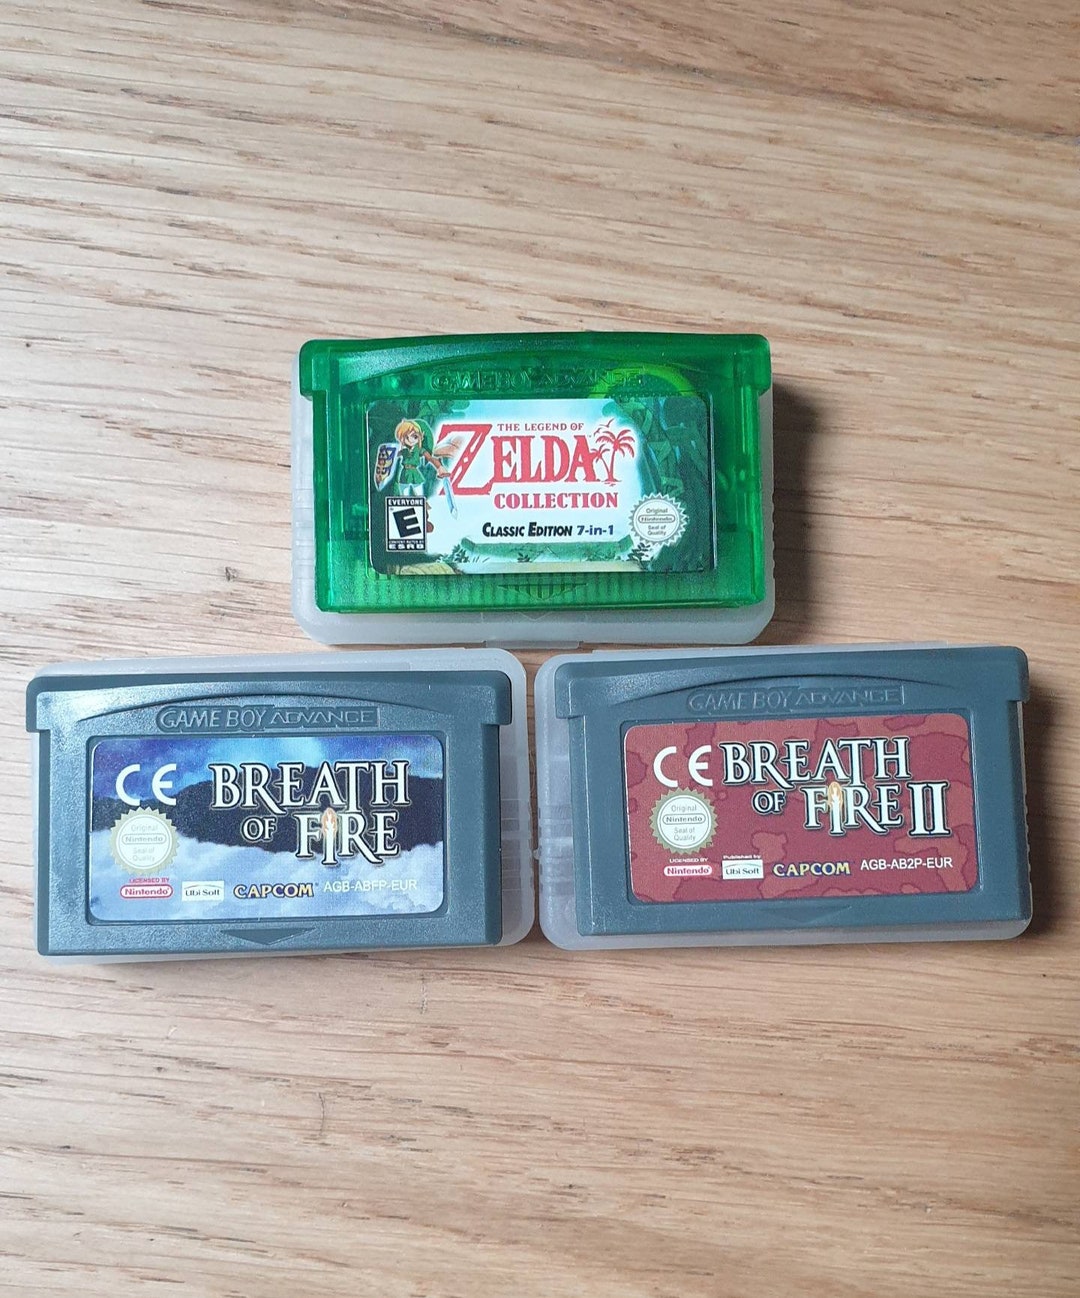 GAME BOY ADVANCE
THE LEGEND OF
ZELDA
COLLECTION
CLASSIC EDITION 7-in-1
EVERYONE
E
ESRB
Original
Nintendo
Seal of
Quality
GAME BOY ADVANCE
CE
BREATH
OF FIRE
Original
Nintendo
Seal of
Quality
LICENSED BY
Nintendo
Ubi Soft
CAPCOM
AGB-ABFP-EUR
GAME BOY ADVANCE
CE
BREATH
OF FIRE II
Original
Nintendo
Seal of
Quality
LICENSED BY
Nintendo
Published by
Ubi Soft
CAPCOM
AGB-AB2P-EUR